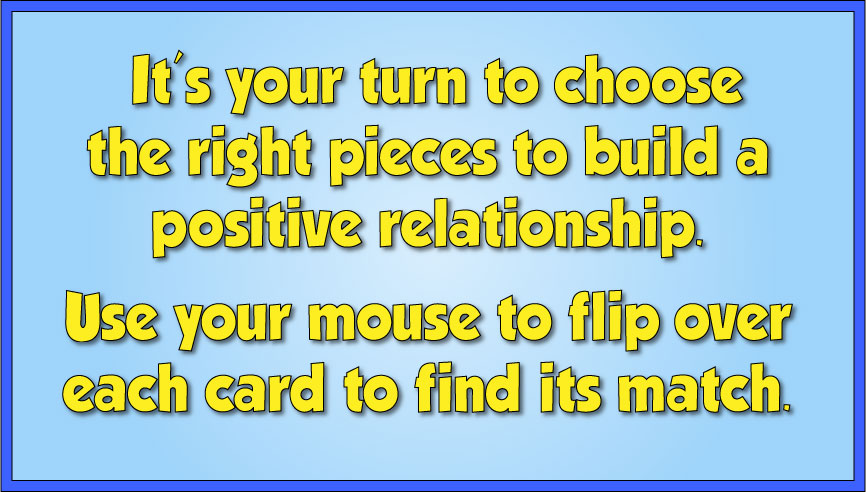 It's your turn to choose
the right pieces to build a
positive relationship.
Use your mouse to flip over
each card to find its match.